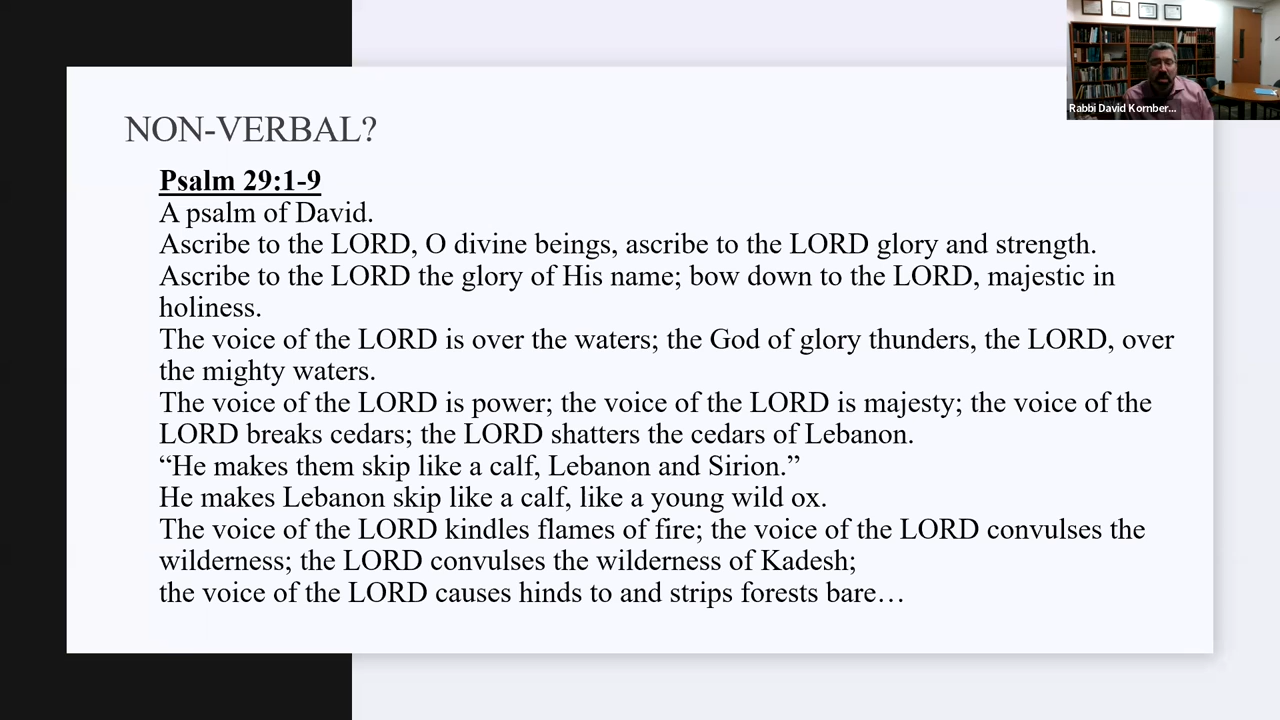 NON-VERBAL?
Psalm 29:1-9
A psalm of David.
Ascribe to the LORD, O divine beings, ascribe to the LORD glory and strength.
Ascribe to the LORD the glory of His name; bow down to the LORD, majestic in
holiness.
The voice of the LORD is over the waters; the God of glory thunders, the LORD, over
the mighty waters.
The voice of the LORD is power; the voice of the LORD is majesty; the voice of the
LORD breaks cedars; the LORD shatters the cedars of Lebanon.
“He makes them skip like a calf, Lebanon and Sirion.”
He makes Lebanon skip like a calf, like a young wild ox.
The voice of the LORD kindles flames of fire; the voice of the LORD convulses the
wilderness; the LORD convulses the wilderness of Kadesh;
the voice of the LORD causes hinds to and strips forests bare…
Rabbi David Kornber...